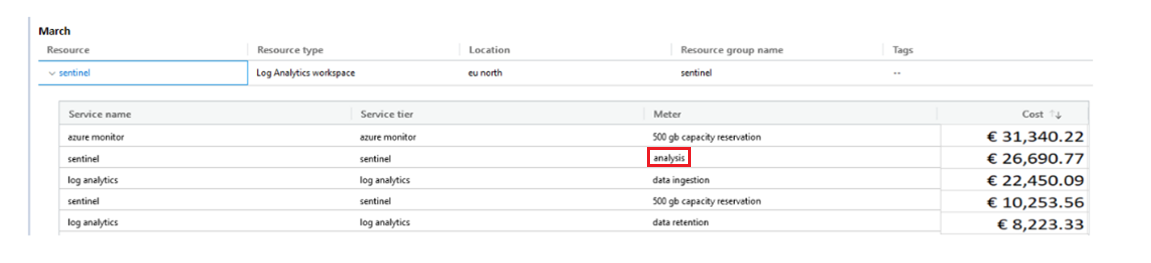 March
Resource Resource type Location Resource group name Tags
sentinel Log Analytics workspace eu north sentinel --
Service name Service tier Meter Cost ↑↓
azure monitor azure monitor 500 gb capacity reservation € 31,340.22
sentinel sentinel analysis € 26,690.77
log analytics log analytics data ingestion € 22,450.09
sentinel sentinel 500 gb capacity reservation € 10,253.56
log analytics log analytics data retention € 8,223.33